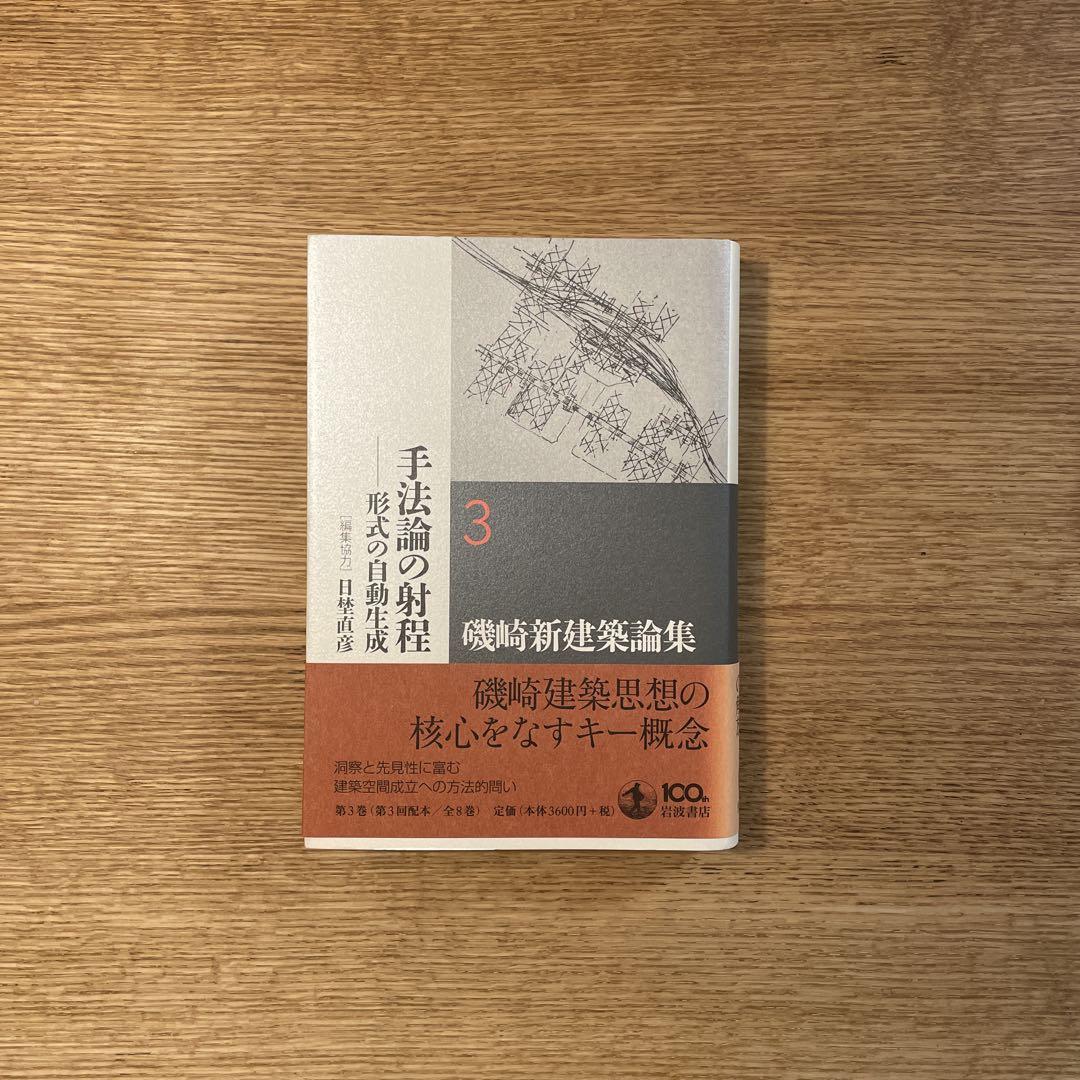 手法論の射程
──形式の自動生成
［編集協力］日埜直彦
3
磯崎新建築論集
磯崎建築思想の
核心をなすキー概念
洞察と先見性に富む
建築空間成立への方法的問い
第3巻（第3回配本／全8巻） 定価（本体3600円+税）
100th
岩波書店